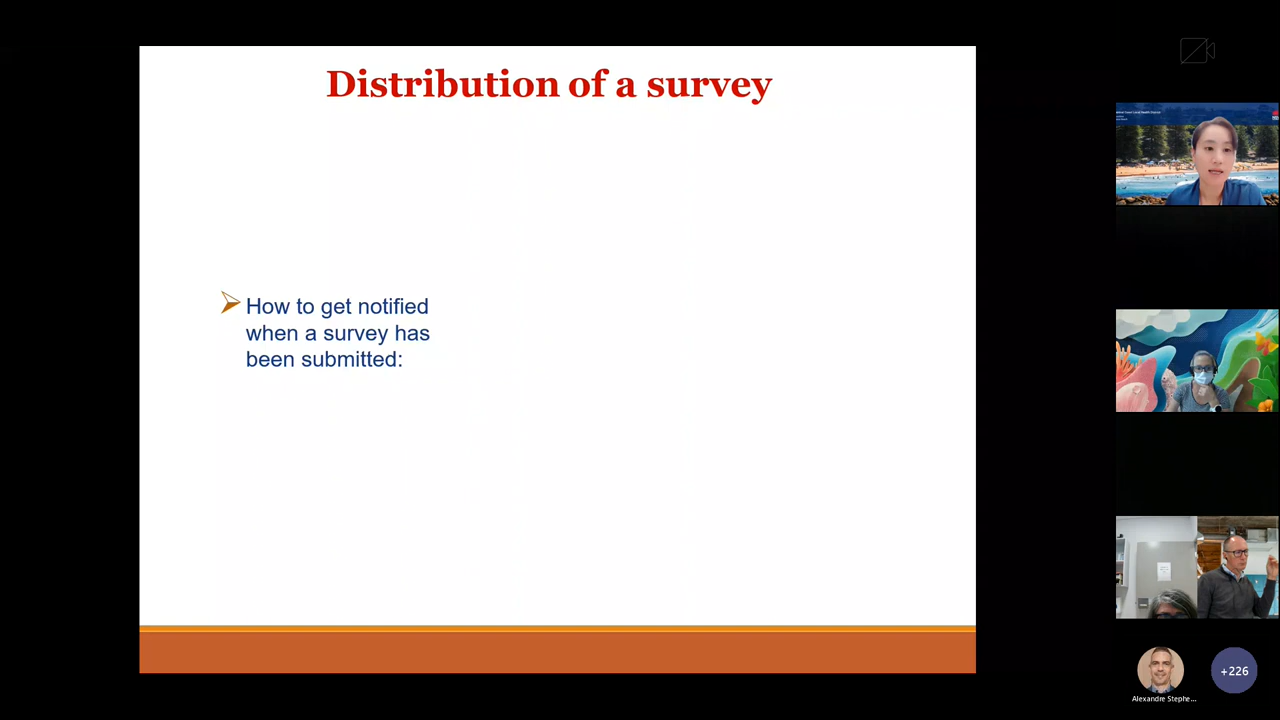 Distribution of a survey
How to get notified
when a survey has
been submitted:
+226
Alexandre Stephe...